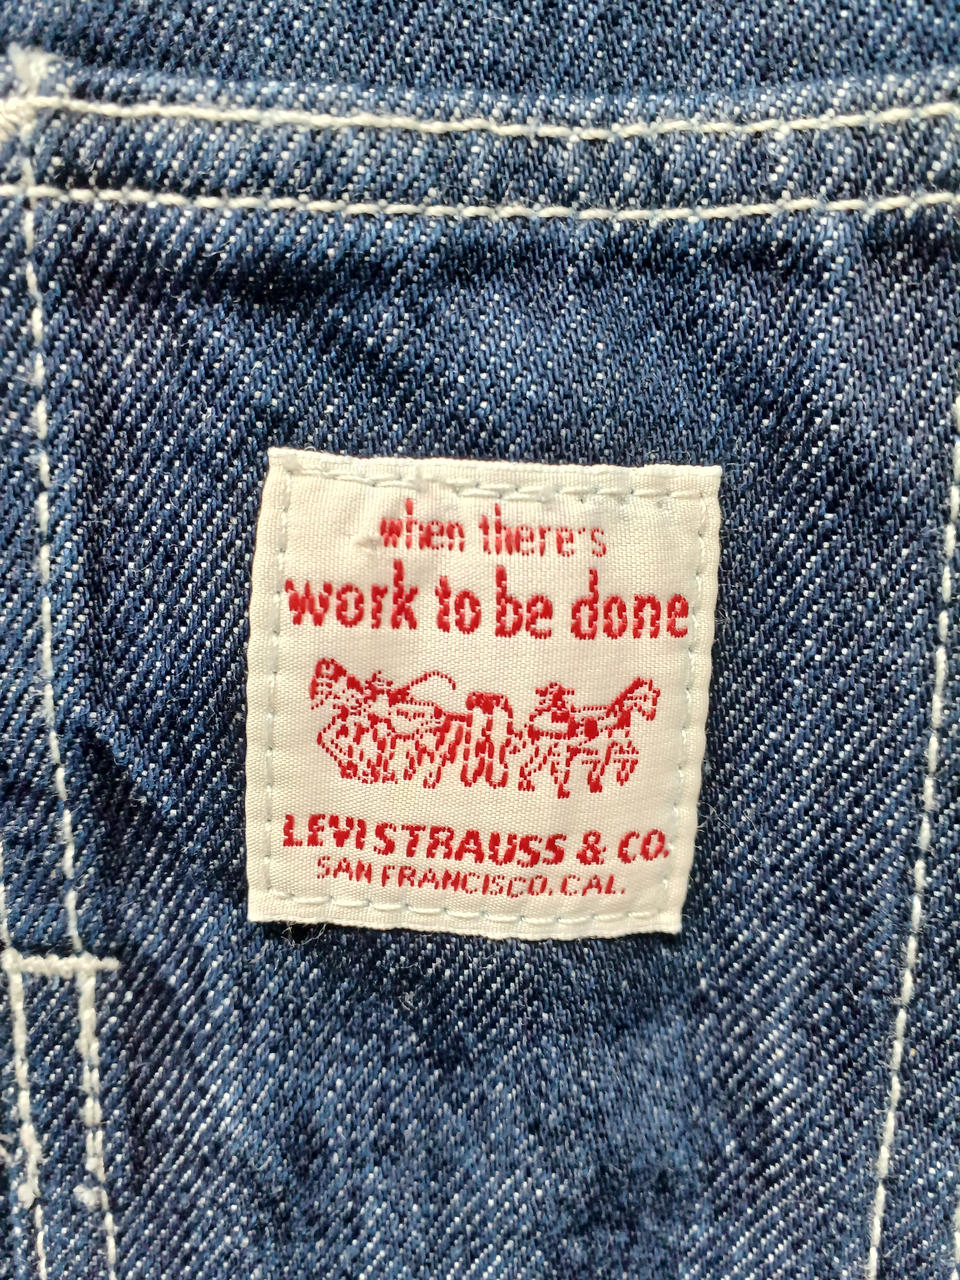 when there's
work to be done
LEVI STRAUSS & CO.
SAN FRANCISCO, CAL.